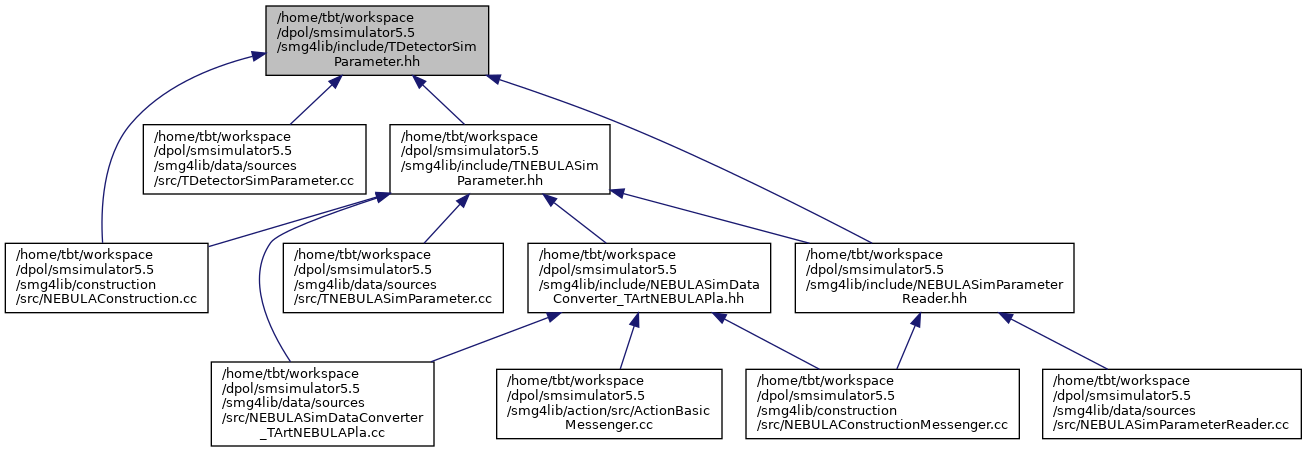 /home/tbt/workspace
/dpol/smsimulator5.5
/smg4lib/include/TDetectorSim
Parameter.hh
/home/tbt/workspace
/dpol/smsimulator5.5
/smg4lib/data/sources
/src/TDetectorSimParameter.cc
/home/tbt/workspace
/dpol/smsimulator5.5
/smg4lib/include/TNEBULASim
Parameter.hh
/home/tbt/workspace
/dpol/smsimulator5.5
/smg4lib/construction
/src/NEBULAConstruction.cc
/home/tbt/workspace
/dpol/smsimulator5.5
/smg4lib/data/sources
/src/TNEBULASimParameter.cc
/home/tbt/workspace
/dpol/smsimulator5.5
/smg4lib/include/NEBULASimData
Converter_TArtNEBULAPla.hh
/home/tbt/workspace
/dpol/smsimulator5.5
/smg4lib/include/NEBULASimParameter
Reader.hh
/home/tbt/workspace
/dpol/smsimulator5.5
/smg4lib/data/sources
/src/NEBULASimDataConverter
_TArtNEBULAPla.cc
/home/tbt/workspace
/dpol/smsimulator5.5
/smg4lib/action/src/ActionBasic
Messenger.cc
/home/tbt/workspace
/dpol/smsimulator5.5
/smg4lib/construction
/src/NEBULAConstructionMessenger.cc
/home/tbt/workspace
/dpol/smsimulator5.5
/smg4lib/data/sources
/src/NEBULASimParameterReader.cc